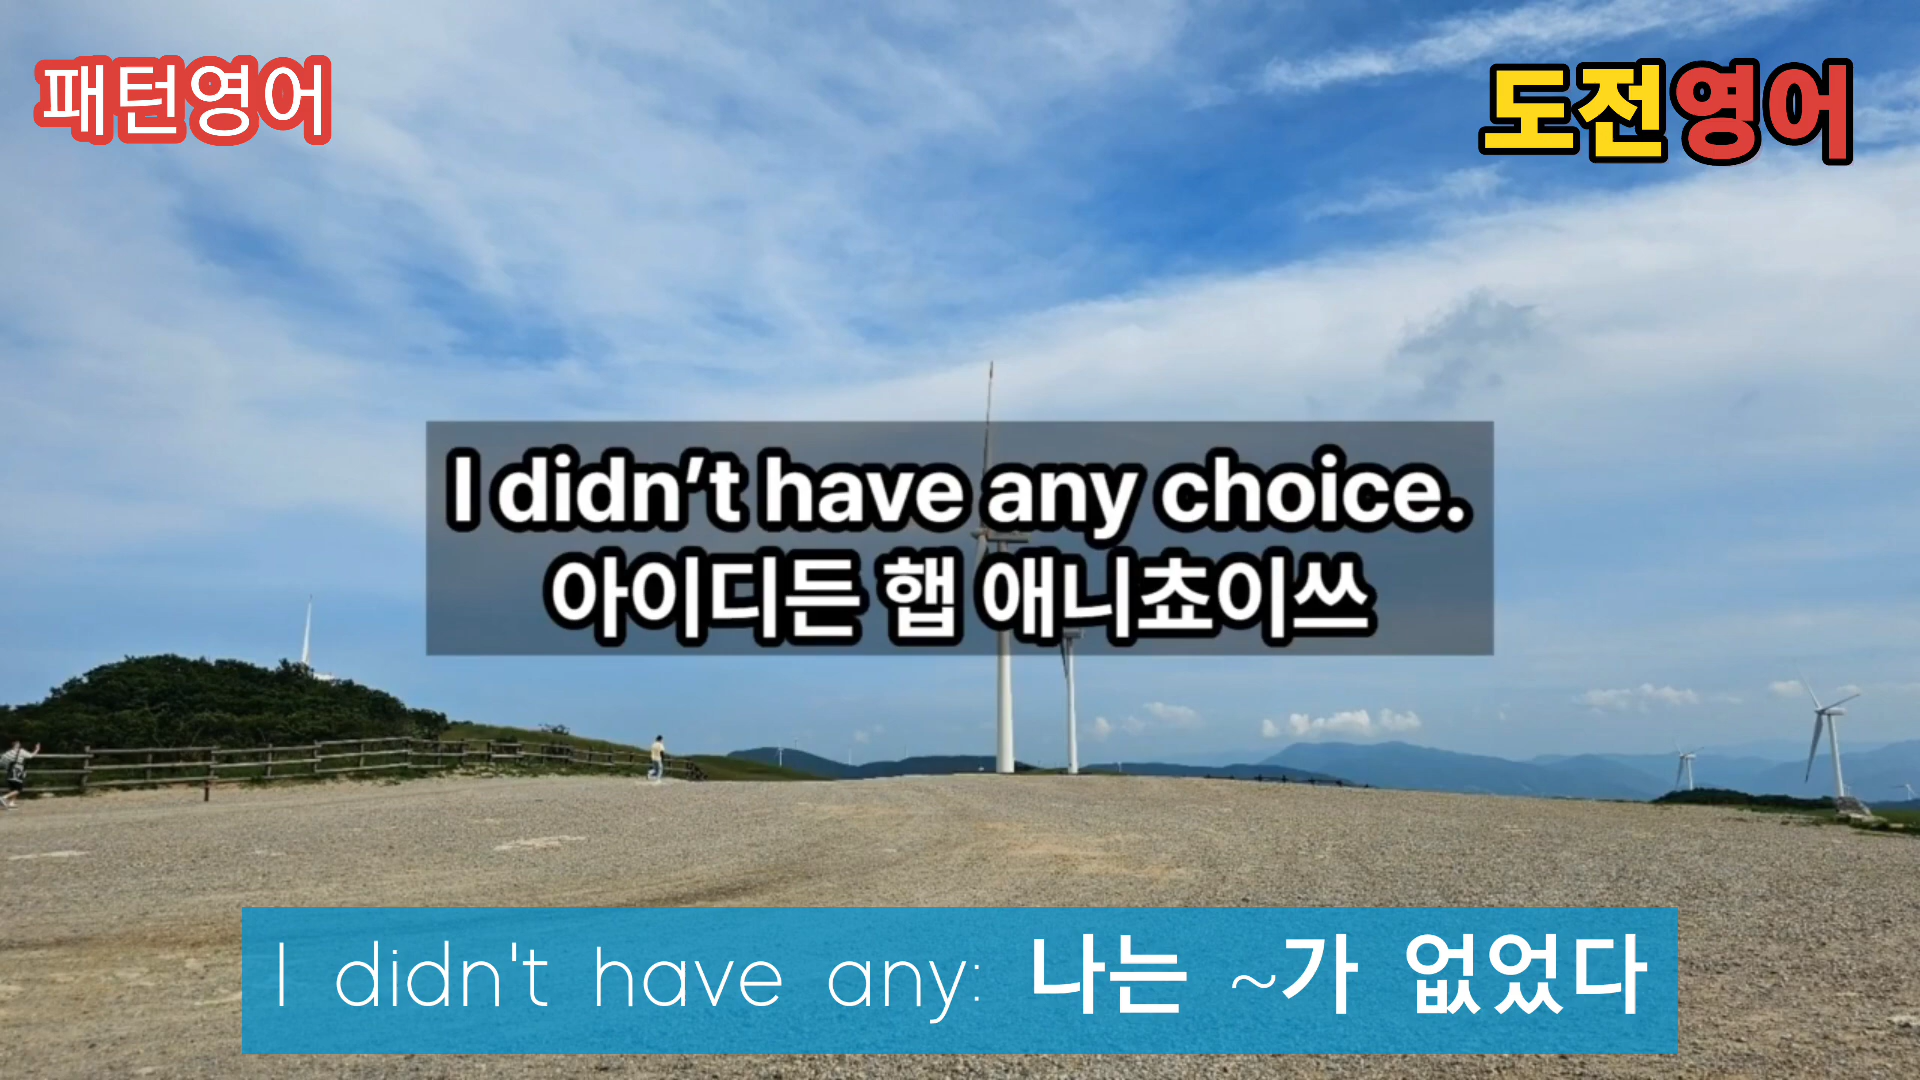 패턴영어
도전영어
I didn’t have any choice.
아이디든 햅 애니쵸이쓰
I didn't have any: 나는 ~가 없었다